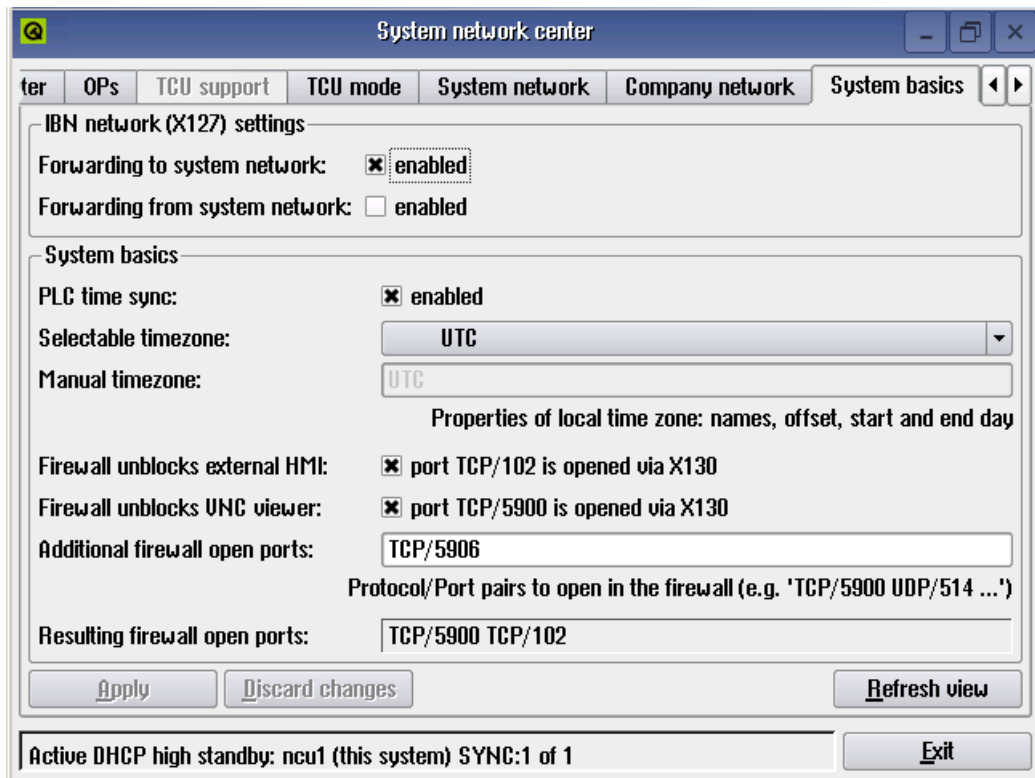 System network center
ter OPs TCU support TCU mode System network Company network System basics
IBN network (X127) settings
Forwarding to system network: enabled
Forwarding from system network: enabled
System basics
PLC time sync: enabled
Selectable timezone: UTC
Manual timezone: UTC
Properties of local time zone: names, offset, start and end day
Firewall unblocks external HMI: port TCP/102 is opened via X130
Firewall unblocks VNC viewer: port TCP/5900 is opened via X130
Additional firewall open ports: TCP/5906
Protocol/Port pairs to open in the firewall (e.g. 'TCP/5900 UDP/514 ...')
Resulting firewall open ports: TCP/5900 TCP/102
Apply Discard changes Refresh view
Active DHCP high standby: ncu1 (this system) SYNC:1 of 1 Exit